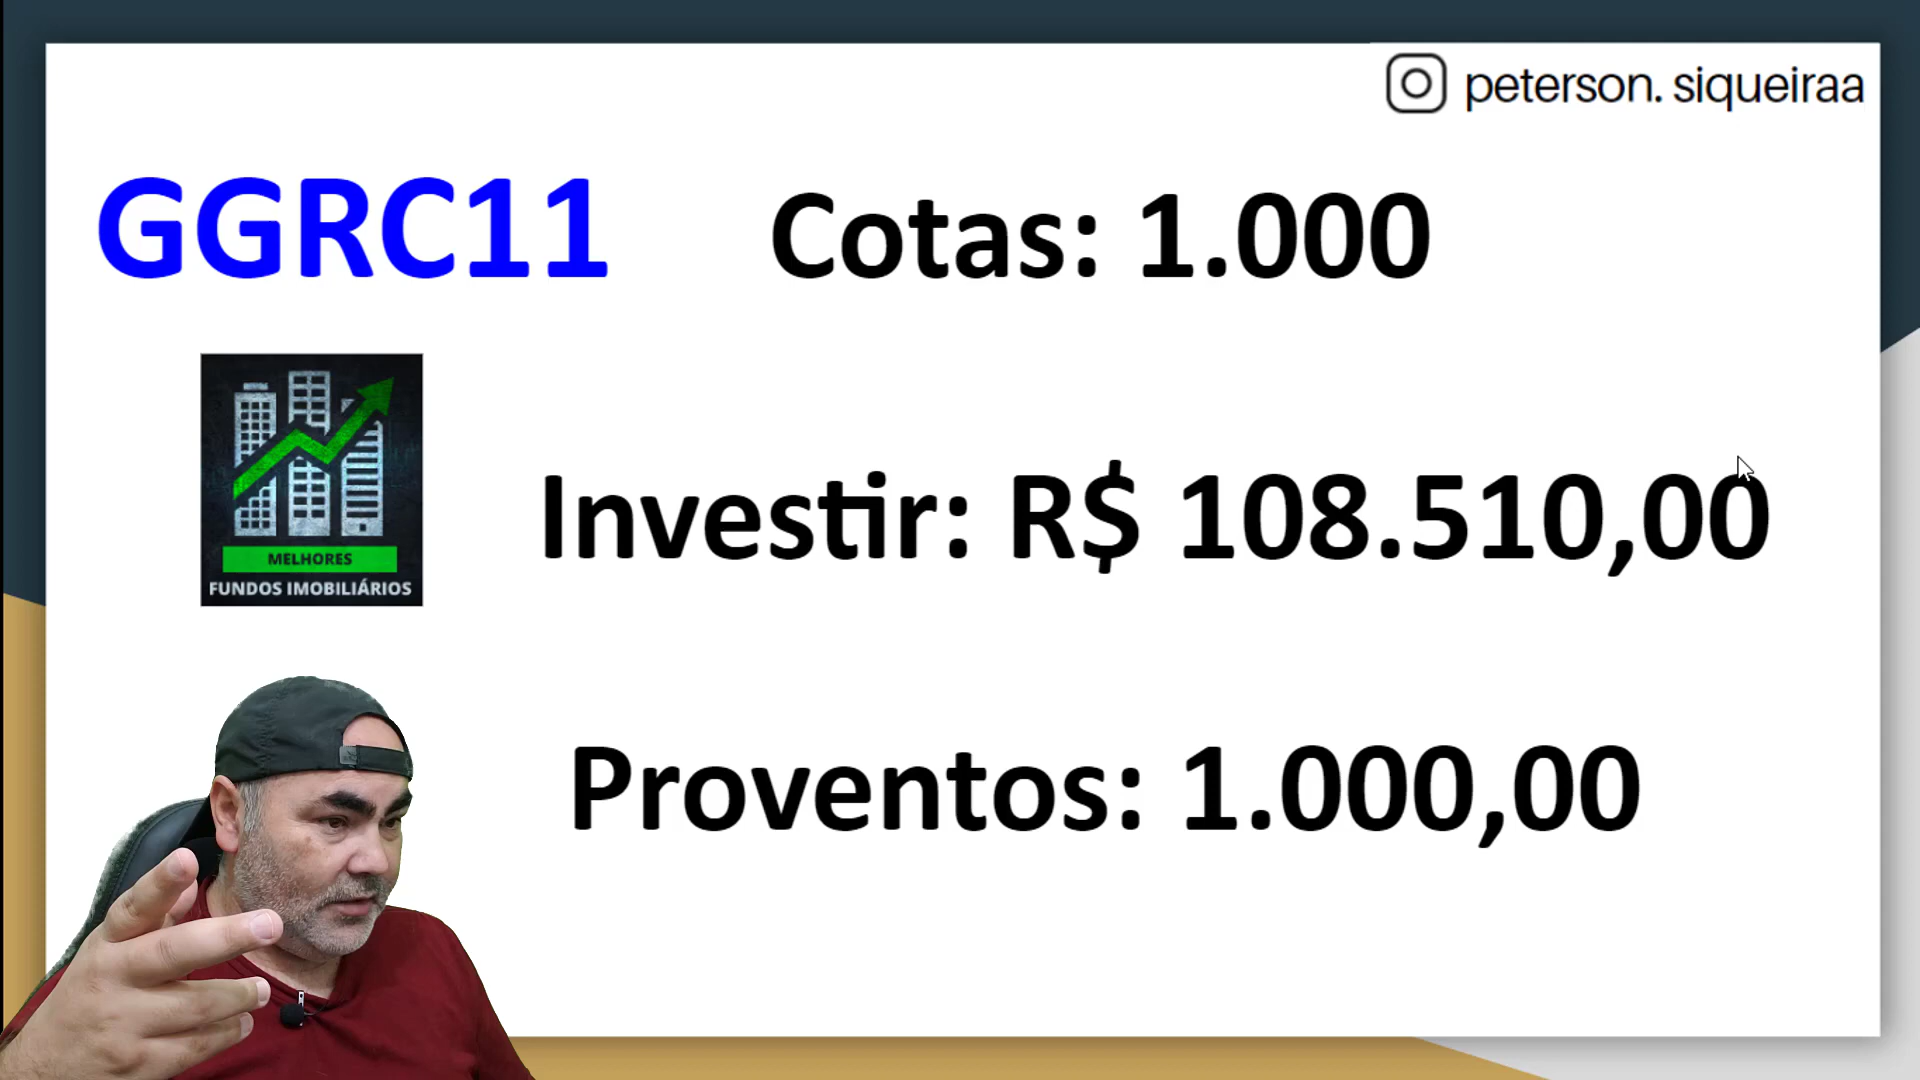 peterson. siqueiraa
GGRC11
Cotas: 1.000
MELHORES
FUNDOS IMOBILIÁRIOS
Investir: R$ 108.510,00
Proventos: 1.000,00